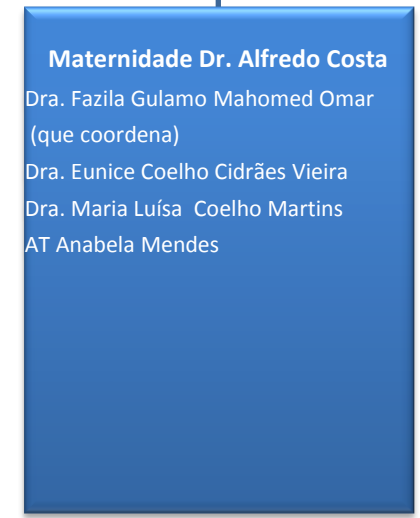 Maternidade Dr. Alfredo Costa
Dra. Fazila Gulamo Mahomed Omar
(que coordena)
Dra. Eunice Coelho Cidrães Vieira
Dra. Maria Luísa Coelho Martins
AT Anabela Mendes